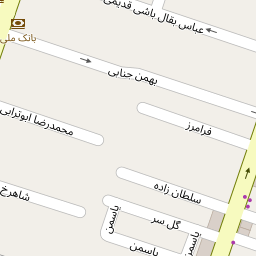 عباس بقال باشی قدیمی
بانک ملی
بهمن جنابی
فرامرز
محمدرضا ابوترابی
سلطان زاده
شاهرخ
گل سر
یاسمن
یاسمن
یاسمن